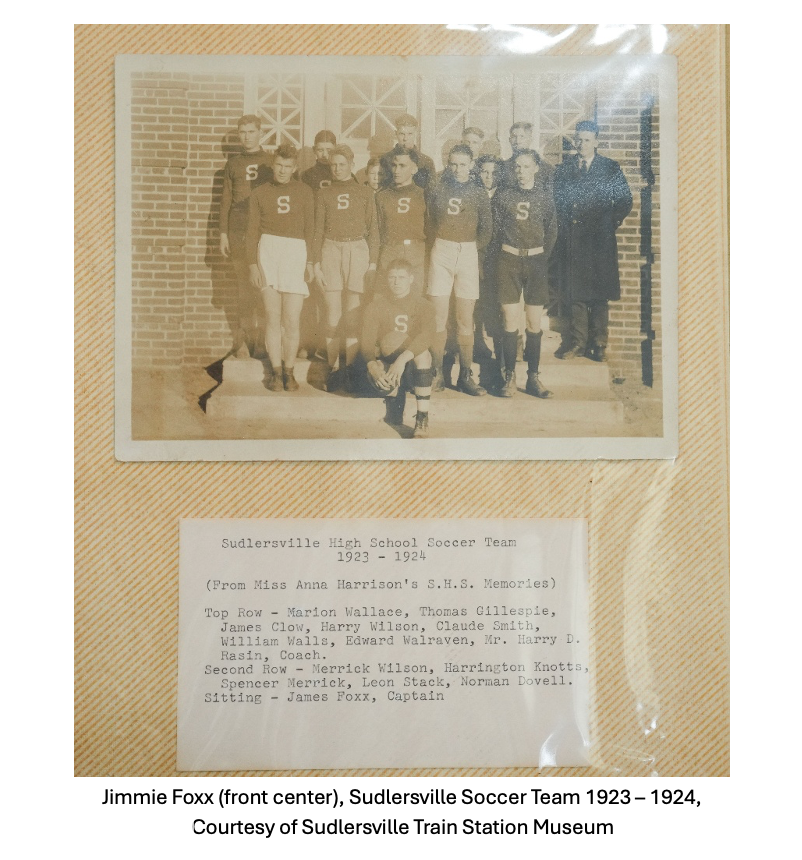 S
S
S
S
S
S
S
Sudlersville High School Soccer Team
1923 - 1924
(From Miss Anna Harrison's S.H.S. Memories)
Top Row - Marion Wallace, Thomas Gillespie,
James Clow, Harry Wilson, Claude Smith,
William Walls, Edward Walraven, Mr. Harry D.
Rasin, Coach.
Second Row - Merrick Wilson, Harrington Knotts,
Spencer Merrick, Leon Stack, Norman Dovell.
Sitting - James Foxx, Captain
Jimmie Foxx (front center), Sudlersville Soccer Team 1923 – 1924,
Courtesy of Sudlersville Train Station Museum